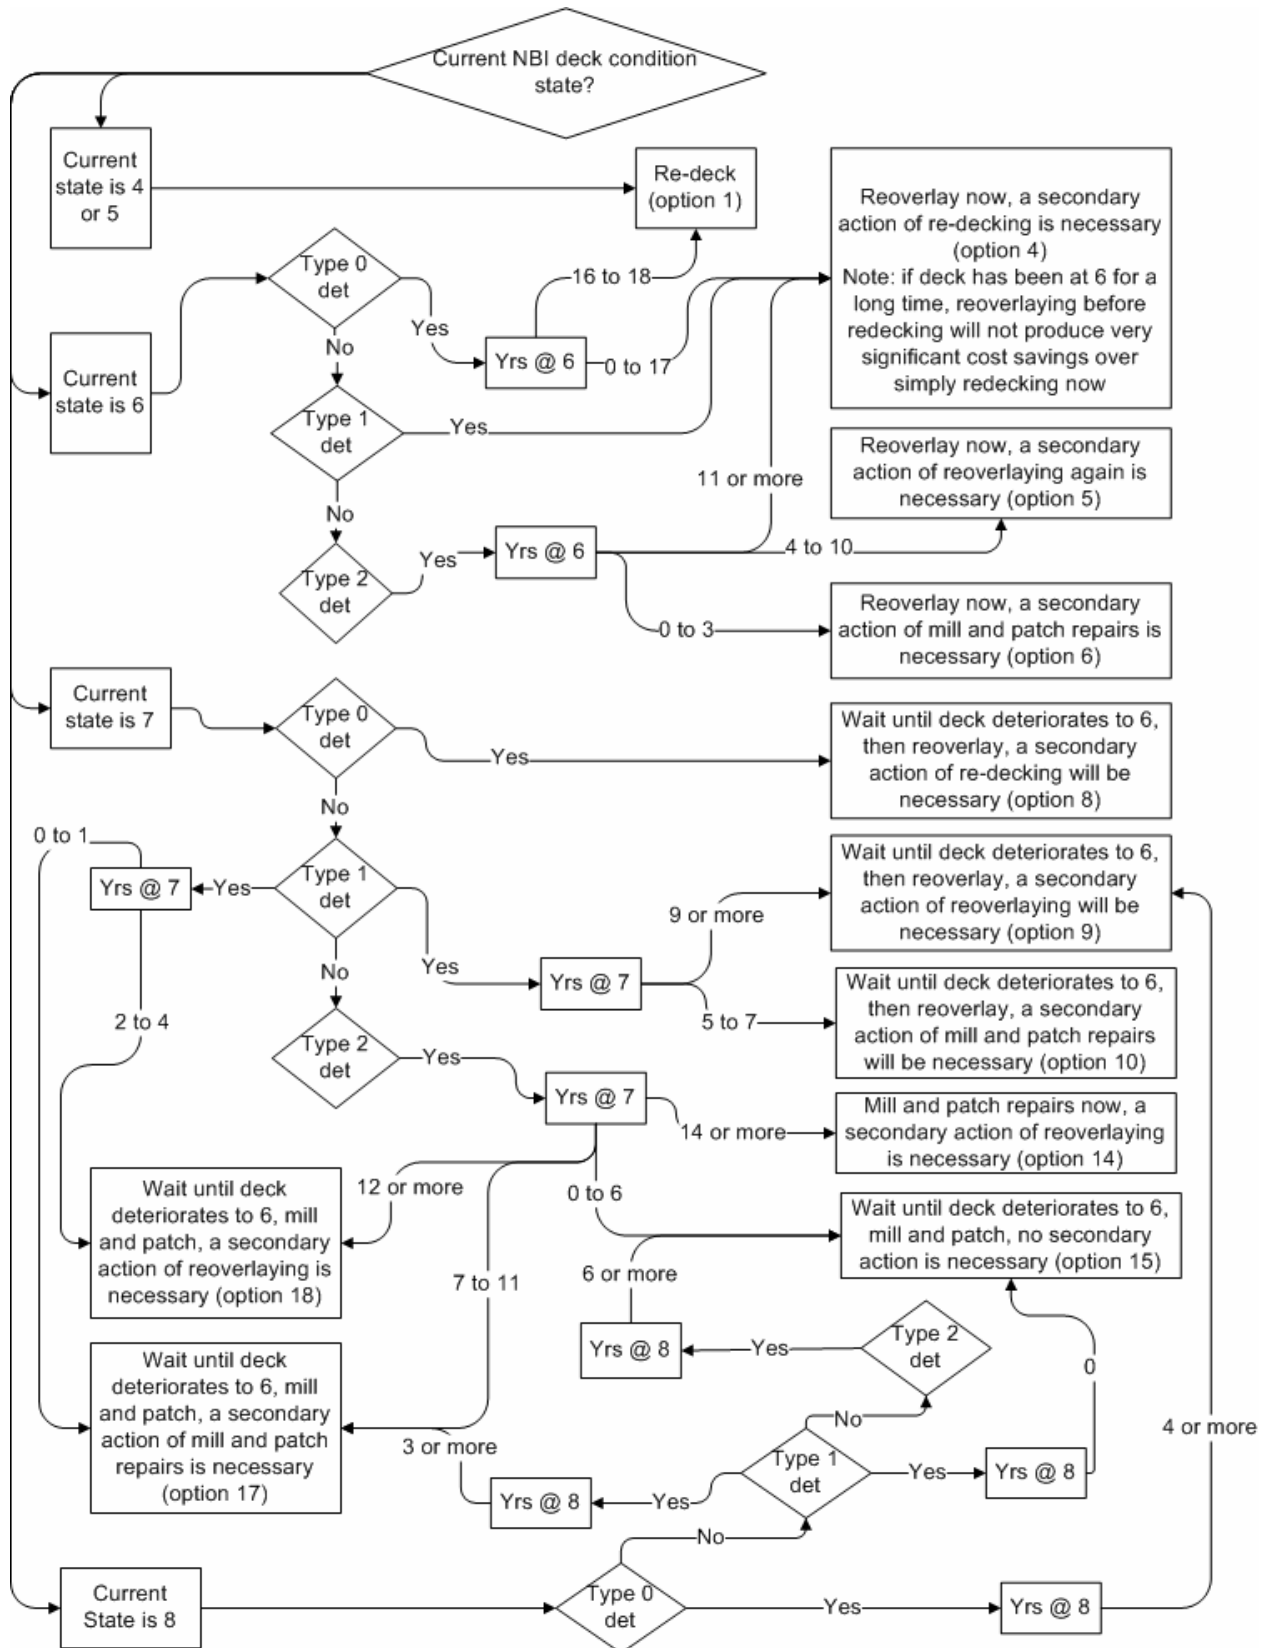 Current NBI deck condition
state?
Current
state is 4
or 5
Re-deck
(option 1)
Reoverlay now, a secondary
action of re-decking is necessary
(option 4)
Note: if deck has been at 6 for a
long time, reoverlaying before
redecking will not produce very
significant cost savings over
simply redecking now
Type 0
det
16 to 18
Yes
No
Yrs @ 6
0 to 17
Current
state is 6
Type 1
det
Yes
Reoverlay now, a secondary
action of reoverlaying again is
necessary (option 5)
11 or more
No
Type 2
det
Yes
Yrs @ 6
4 to 10
Reoverlay now, a secondary
action of mill and patch repairs is
necessary (option 6)
0 to 3
Current
state is 7
Type 0
det
Yes
Wait until deck deteriorates to 6,
then reoverlay, a secondary
action of re-decking will be
necessary (option 8)
No
0 to 1
Yrs @ 7
Yes
Type 1
det
9 or more
Wait until deck deteriorates to 6,
then reoverlay, a secondary
action of reoverlaying will be
necessary (option 9)
Yes
No
Yrs @ 7
5 to 7
Wait until deck deteriorates to 6,
then reoverlay, a secondary
action of mill and patch repairs
will be necessary (option 10)
2 to 4
Type 2
det
Yes
Yrs @ 7
14 or more
Mill and patch repairs now, a
secondary action of reoverlaying
is necessary (option 14)
Wait until deck
deteriorates to 6, mill
and patch, a secondary
action of reoverlaying is
necessary (option 18)
12 or more
0 to 6
Wait until deck deteriorates to 6,
mill and patch, no secondary
action is necessary (option 15)
7 to 11
6 or more
Yrs @ 8
Yes
Type 2
det
0
Wait until deck
deteriorates to 6, mill
and patch, a secondary
action of mill and patch
repairs is necessary
(option 17)
No
4 or more
3 or more
Yrs @ 8
Yes
Type 1
det
Yes
Yrs @ 8
No
Current
State is 8
Type 0
det
Yes
Yrs @ 8